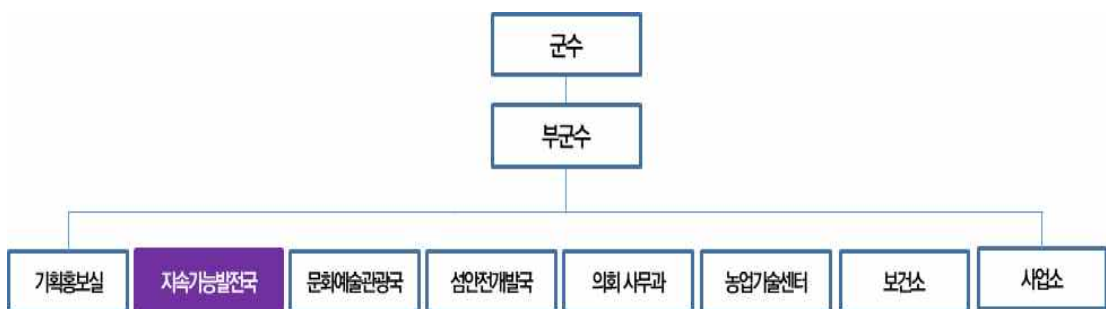 군수
부군수
기획홍보실
지속가능발전국
문화예술관광국
섬안전개발국
의회 사무과
농업기술센터
보건소
사업소